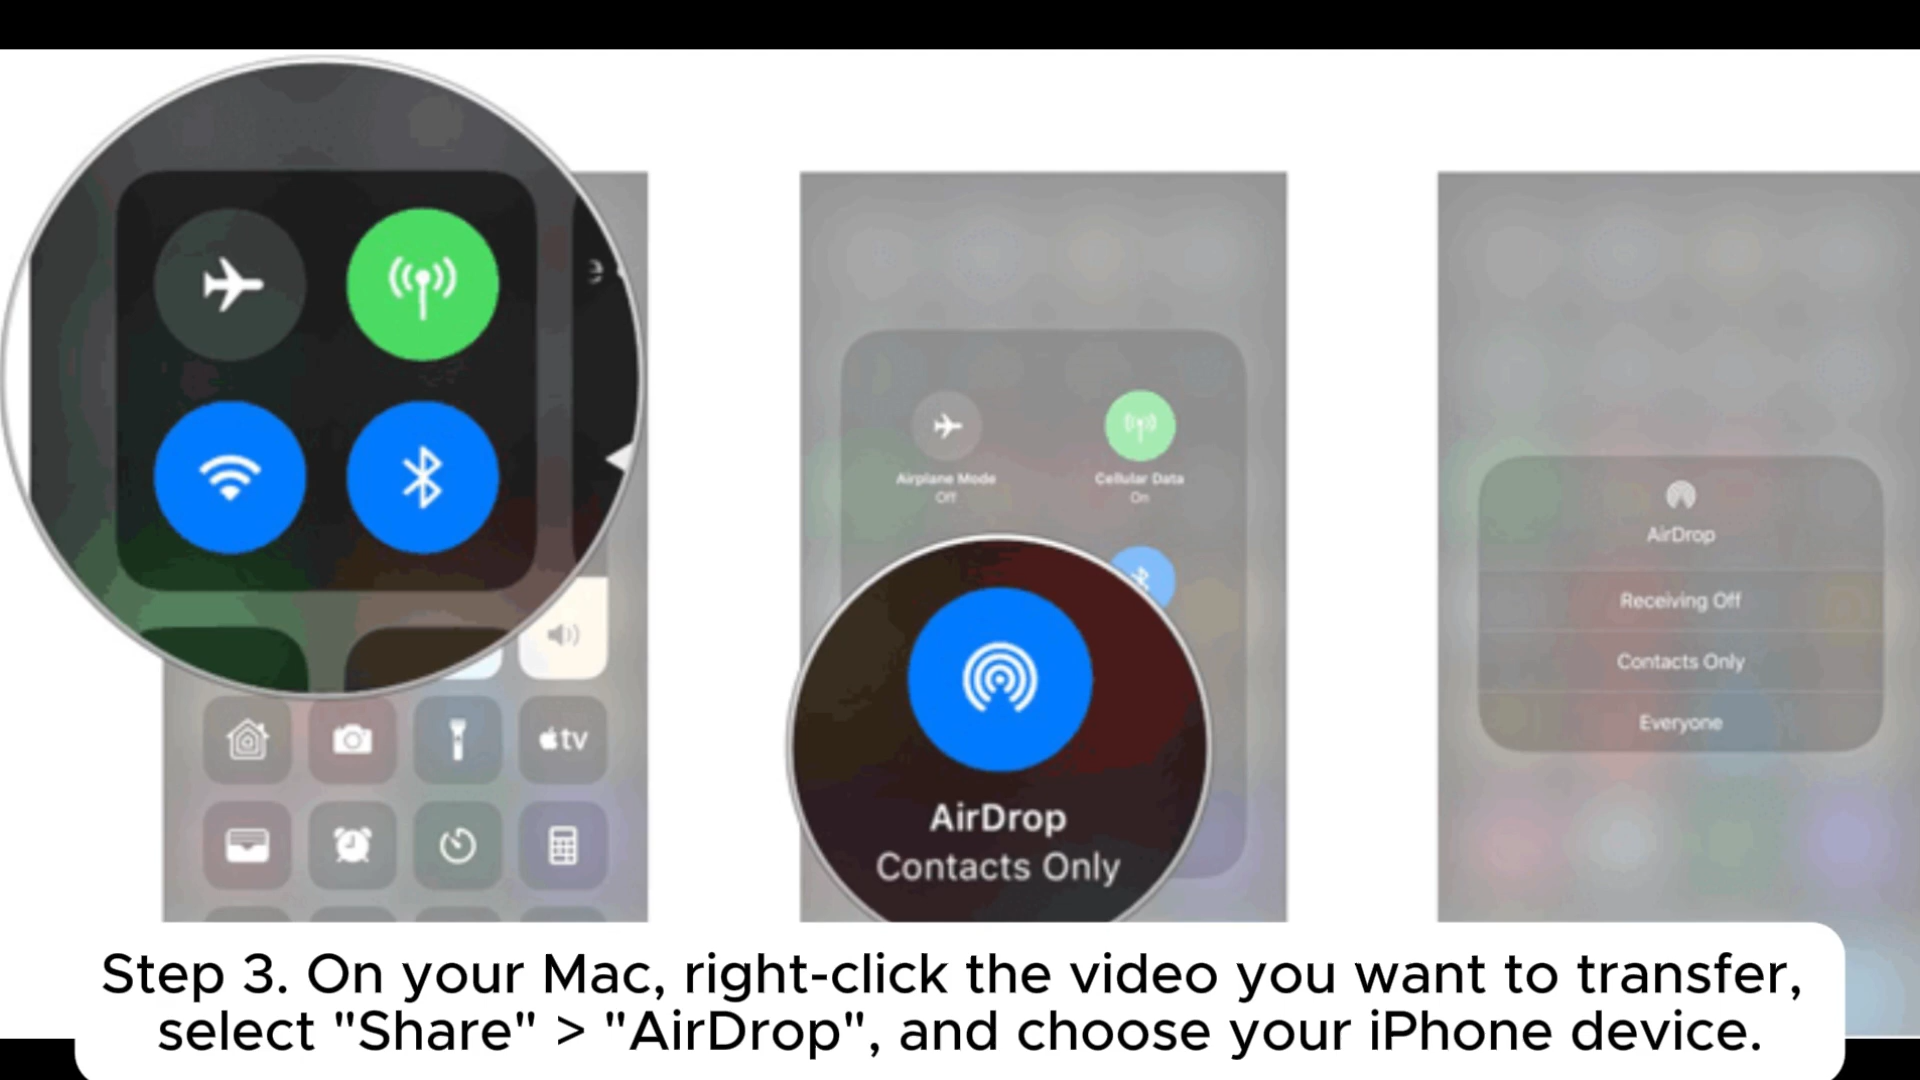 tv
Airplane Mode
Off
Cellular Data
On
AirDrop
Contacts Only
AirDrop
Receiving Off
Contacts Only
Everyone
Step 3. On your Mac, right-click the video you want to transfer,
select "Share" > "AirDrop", and choose your iPhone device.